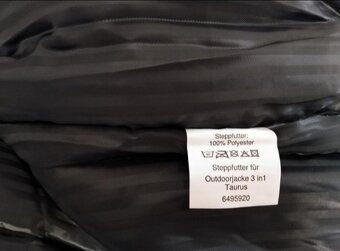 Steppfutter:
100% Polyester
Steppfutter für
Outdoorjacke 3 in1
Taurus
6495920